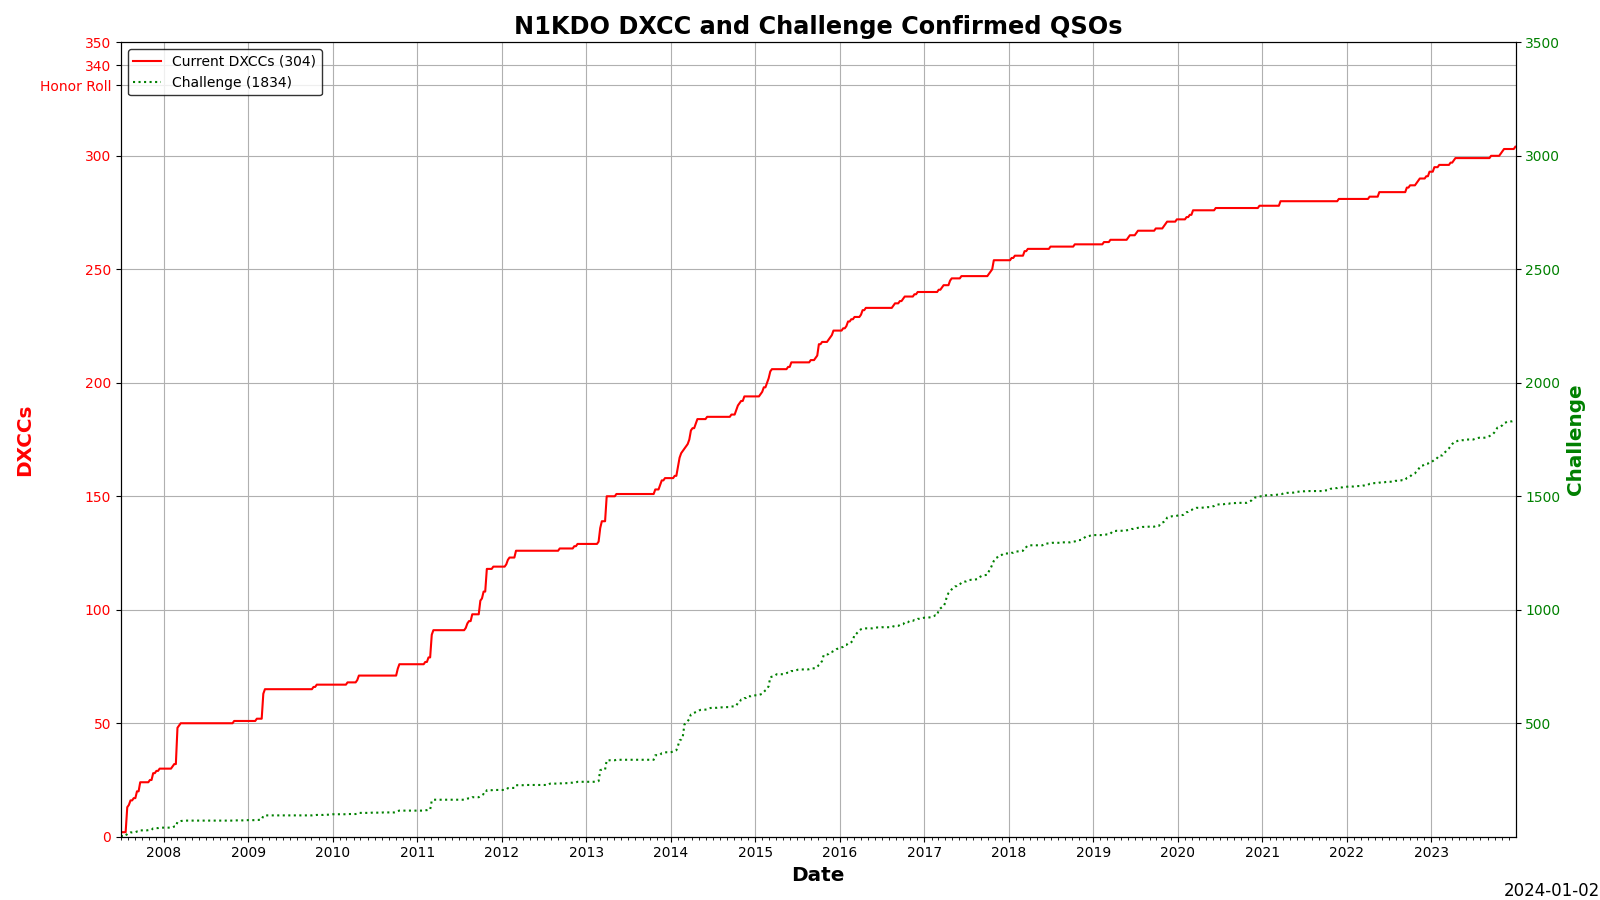 N1KDO DXCC and Challenge Confirmed QSOs
Current DXCCs (304)
Challenge (1834)
350
340
Honor Roll
300
250
200
150
100
50
0
DXCCs
3500
3000
2500
2000
1500
1000
500
Challenge
2008 2009 2010 2011 2012 2013 2014 2015 2016 2017 2018 2019 2020 2021 2022 2023
Date
2024-01-02